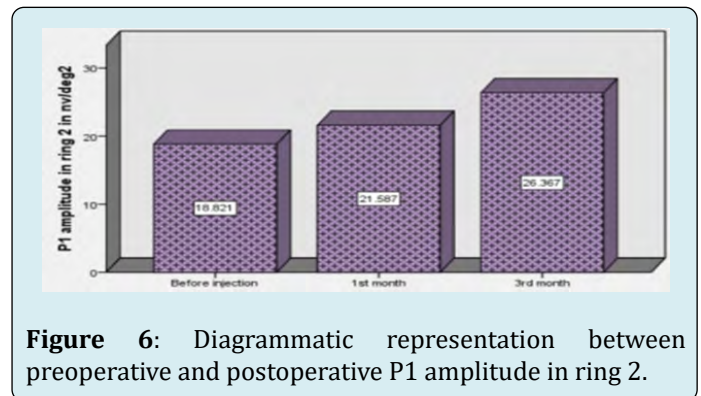 P1 amplitude in ring 2 in nv/deg2
30
20
10
0
18.821
21.587
26.367
Before injection
1st month
3rd month
Figure 6: Diagrammatic representation between
preoperative and postoperative P1 amplitude in ring 2.